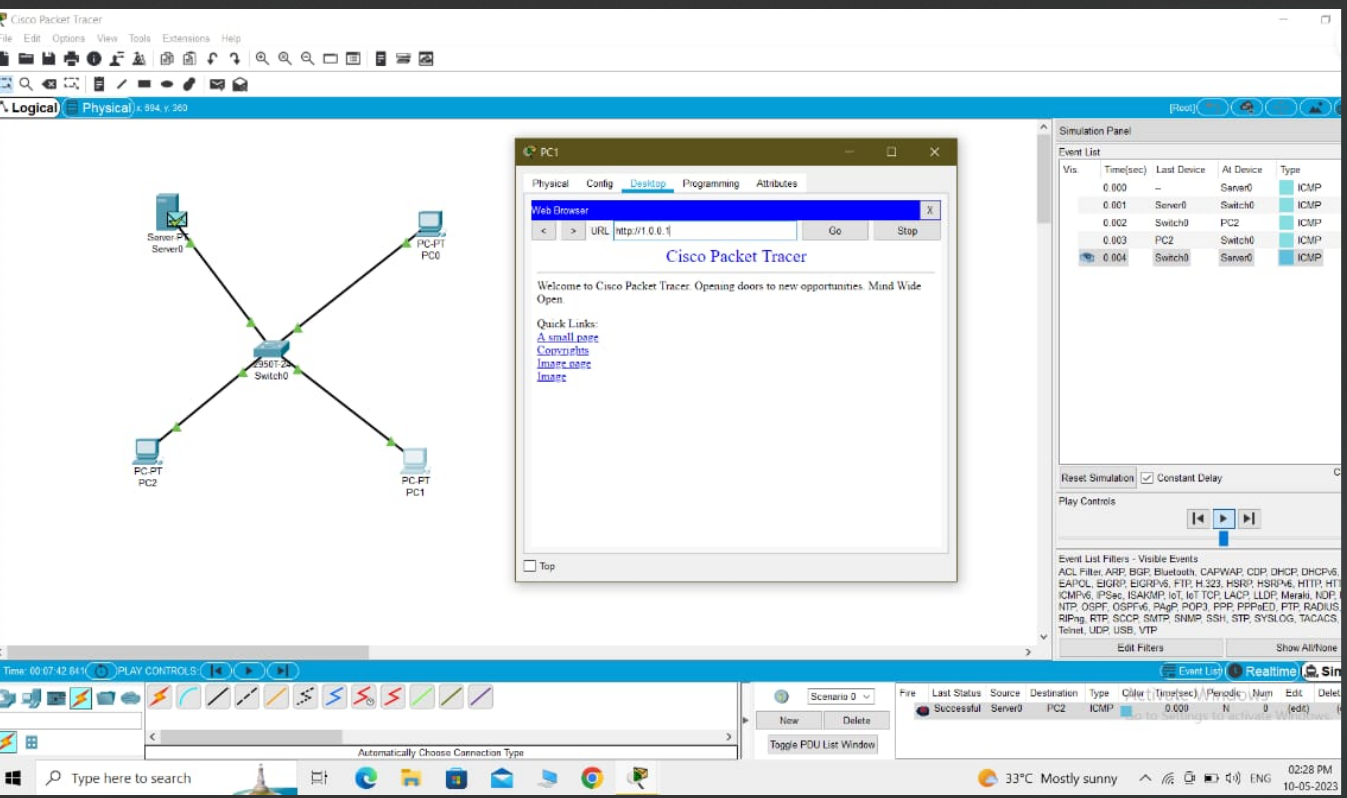 Cisco Packet Tracer
File Edit Options View Tools Extensions Help
Logical Physical x: 894, y: 360 [Root]
PC1
Physical Config Desktop Programming Attributes
Web Browser X
< > URL http://1.0.0.1 Go Stop
Cisco Packet Tracer
Welcome to Cisco Packet Tracer. Opening doors to new opportunities. Mind Wide
Open.
Quick Links:
A small page
Copyrights
Image page
Image
Top
Server-PT
Server0
PC-PT
PC0
2950T-24
Switch0
PC-PT
PC2
PC-PT
PC1
Simulation Panel
Event List
Vis. Time(sec) Last Device At Device Type
0.000 -- Server0 ICMP
0.001 Server0 Switch0 ICMP
0.002 Switch0 PC2 ICMP
0.003 PC2 Switch0 ICMP
0.004 Switch0 Server0 ICMP
Reset Simulation Constant Delay C
Play Controls
Event List Filters - Visible Events
ACL Filter, ARP, BGP, Bluetooth, CAPWAP, CDP, DHCP, DHCPv6,
EAPOL, EIGRP, EIGRPv6, FTP, H.323, HSRP, HSRPv6, HTTP, HTT
ICMPv6, IPSec, ISAKMP, IoT, IoT TCP, LACP, LLDP, Meraki, NDP,
NTP, OSPF, OSPFv6, PAgP, POP3, PPP, PPPoED, PTP, RADIUS,
RIPng, RTP, SCCP, SMTP, SNMP, SSH, STP, SYSLOG, TACACS,
Telnet, UDP, USB, VTP
Edit Filters Show All/None
Time: 00:07:42.841 PLAY CONTROLS: Event List Realtime Sim
Scenario 0
New Delete
Toggle PDU List Window
Fire Last Status Source Destination Type Color Time(sec) Periodic Num Edit Delet
Successful Server0 PC2 ICMP 0.000 N 0 (edit)
Activate Windows
Go to Settings to activate Windows.
Automatically Choose Connection Type
Type here to search
33°C Mostly sunny ENG 02:28 PM
10-05-2023